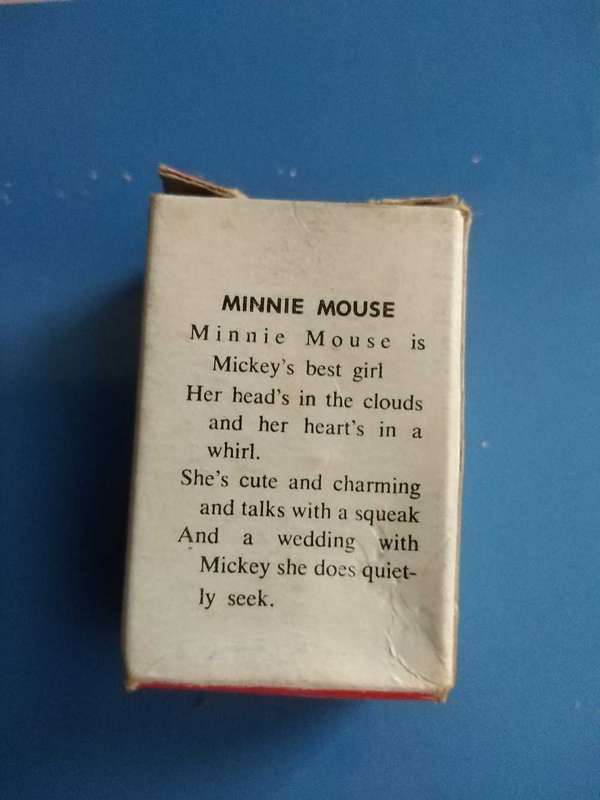 MINNIE MOUSE
Minnie Mouse is
Mickey's best girl
Her head's in the clouds
and her heart's in a
whirl.
She's cute and charming
and talks with a squeak
And a wedding with
Mickey she does quiet-
ly seek.